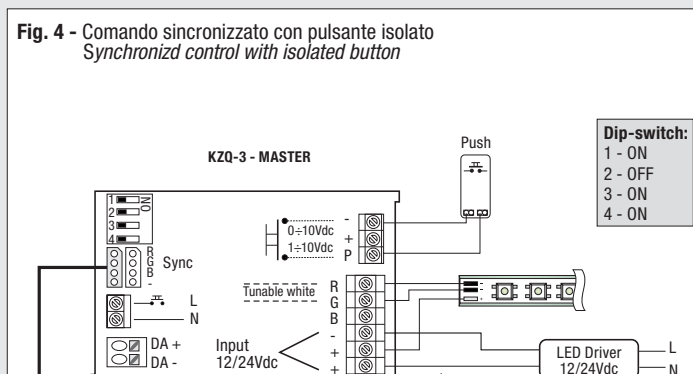 Fig. 4 - Comando sincronizzato con pulsante isolato
Synchronizd control with isolated button
Push
Dip-switch:
1 - ON
2 - OFF
3 - ON
4 - ON
KZQ-3 - MASTER
1
2
3
4
ON
-
0÷10Vdc
+
1÷10Vdc
P
R
G
B
-
Sync
L
N
Tunable white
R
G
B
-
+
+
DA +
DA -
Input
12/24Vdc
LED Driver
12/24Vdc
L
N